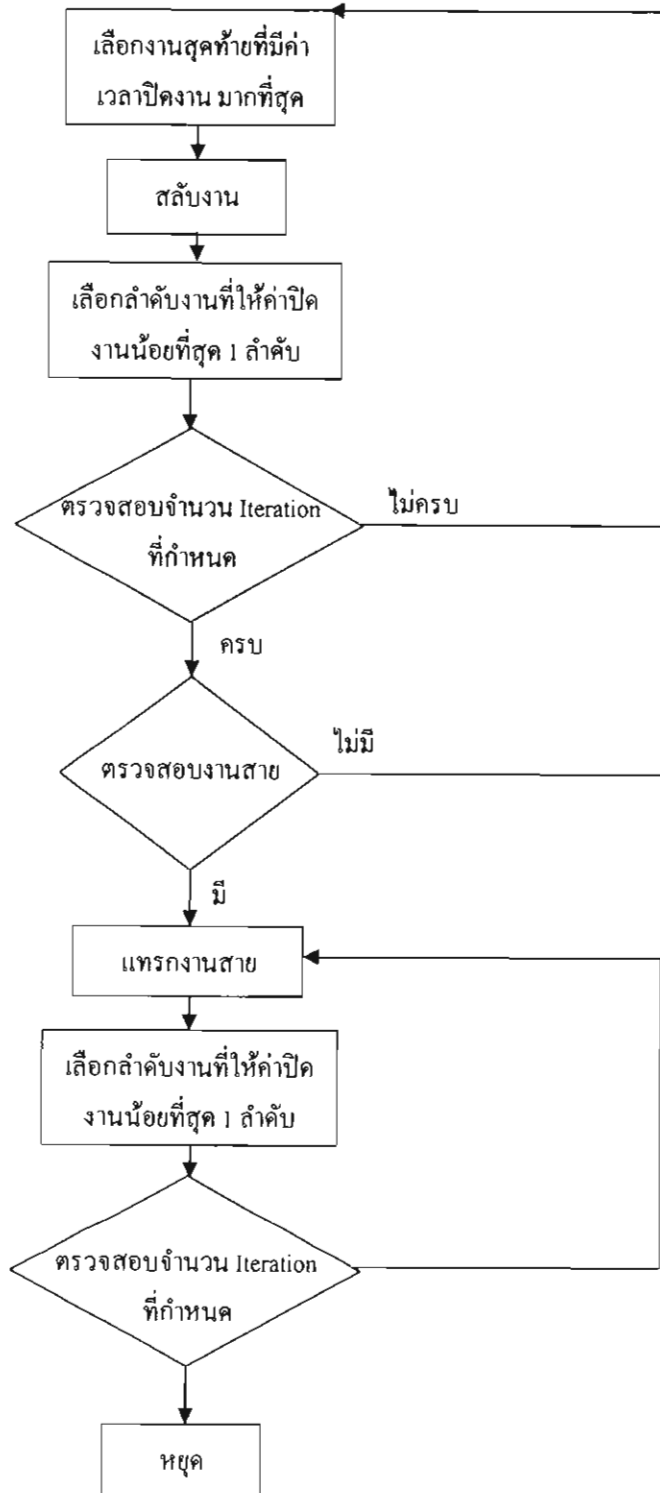 เลือกงานสุดท้ายที่มีค่า
เวลาปิดงาน มากที่สุด
สลับงาน
เลือกลำดับงานที่ให้ค่าปิด
งานน้อยที่สุด 1 ลำดับ
ตรวจสอบจำนวน Iteration
ที่กำหนด
ไม่ครบ
ครบ
ตรวจสอบงานสาย
ไม่มี
มี
แทรกงานสาย
เลือกลำดับงานที่ให้ค่าปิด
งานน้อยที่สุด 1 ลำดับ
ตรวจสอบจำนวน Iteration
ที่กำหนด
หยุด